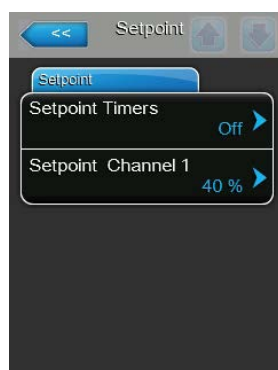 << Setpoint
Setpoint
Setpoint Timers
Off
Setpoint Channel 1
40 %